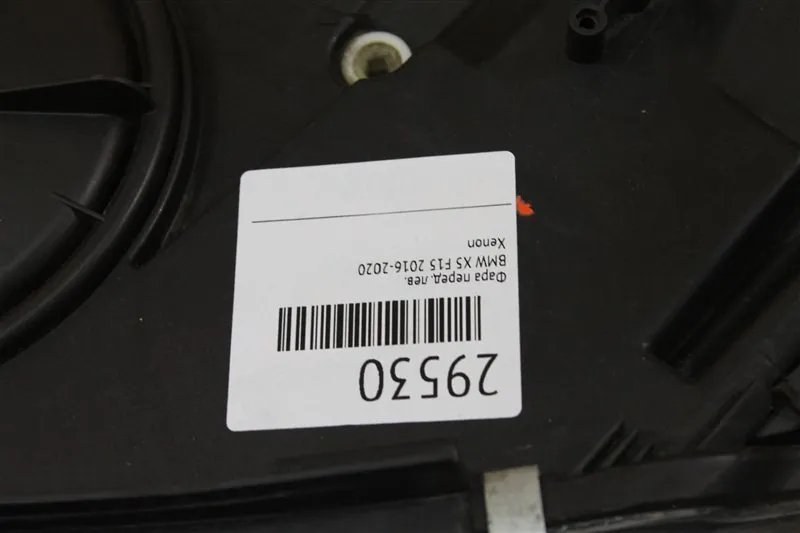 29530
Фара перед. лев.
BMW X5 F15 2016-2020
Xenon